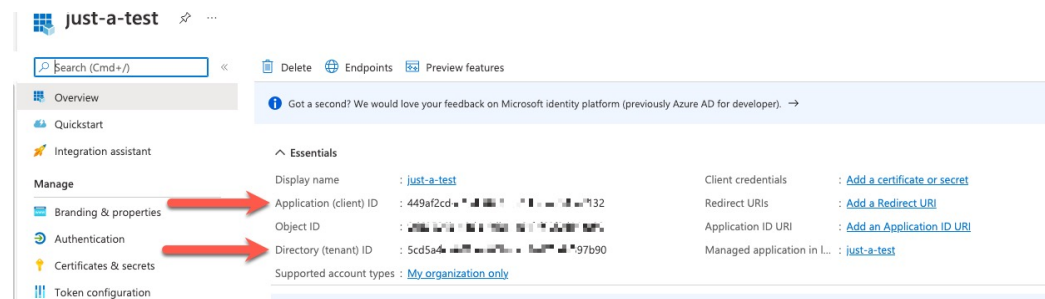 just-a-test
Search (Cmd+/)
Overview
Quickstart
Integration assistant
Manage
Branding & properties
Authentication
Certificates & secrets
Token configuration
Delete Endpoints Preview features
Got a second? We would love your feedback on Microsoft identity platform (previously Azure AD for developer). →
Essentials
Display name : just-a-test
Application (client) ID : 449af2cd- 132
Object ID :
Directory (tenant) ID : 5cd5a4 97b90
Supported account types : My organization only
Client credentials : Add a certificate or secret
Redirect URIs : Add a Redirect URI
Application ID URI : Add an Application ID URI
Managed application in l... : just-a-test